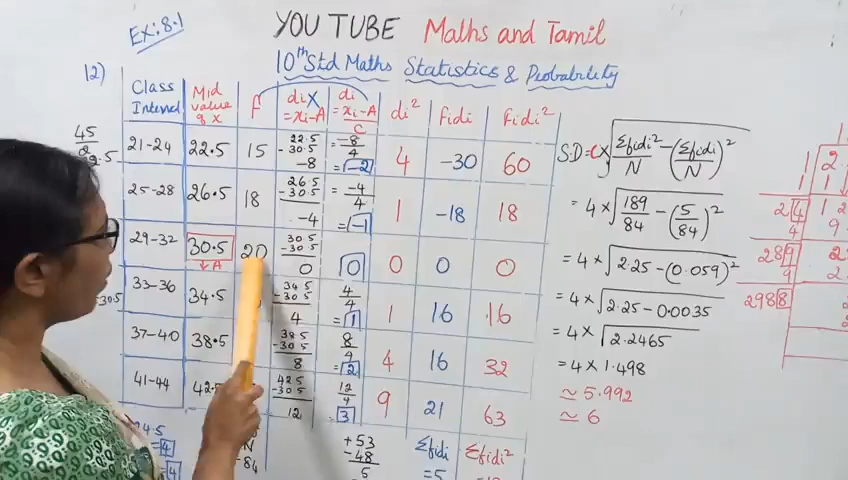 YOU TUBE Maths and Tamil
Ex: 8.1
10th Std Maths Statistics & Probability
12)
Class Interval | Mid value of x | f | di = xi-A | di = xi-A / C | di² | fidi | fidi²
21-24 | 22.5 | 15 | 22.5 - 30.5 -8 | = -8/4 = -2 | 4 | -30 | 60
25-28 | 26.5 | 18 | 26.5 - 30.5 -4 | = -4/4 = -1 | 1 | -18 | 18
29-32 | 30.5 → A | 20 | 30.5 - 30.5 0 | 0 | 0 | 0 | 0
33-36 | 34.5 | 34.5 - 30.5 4 | 4/4 = 1 | 1 | 16 | 16
37-40 | 38.5 | 38.5 - 30.5 8 | 8/4 = 2 | 4 | 16 | 32
41-44 | 42.5 | 42.5 - 30.5 12 | 12/4 3 | 9 | 21 | 63
N
84
+53
-48
5
Σfidi
=5
Σfidi²
S.D = C × √(Σfidi²/N - (Σfidi/N)²)
= 4 × √(189/84 - (5/84)²)
= 4 × √(2.25 - (0.059)²)
= 4 × √(2.25 - 0.0035)
= 4 × √2.2465
= 4 × 1.498
≃ 5.992
≃ 6